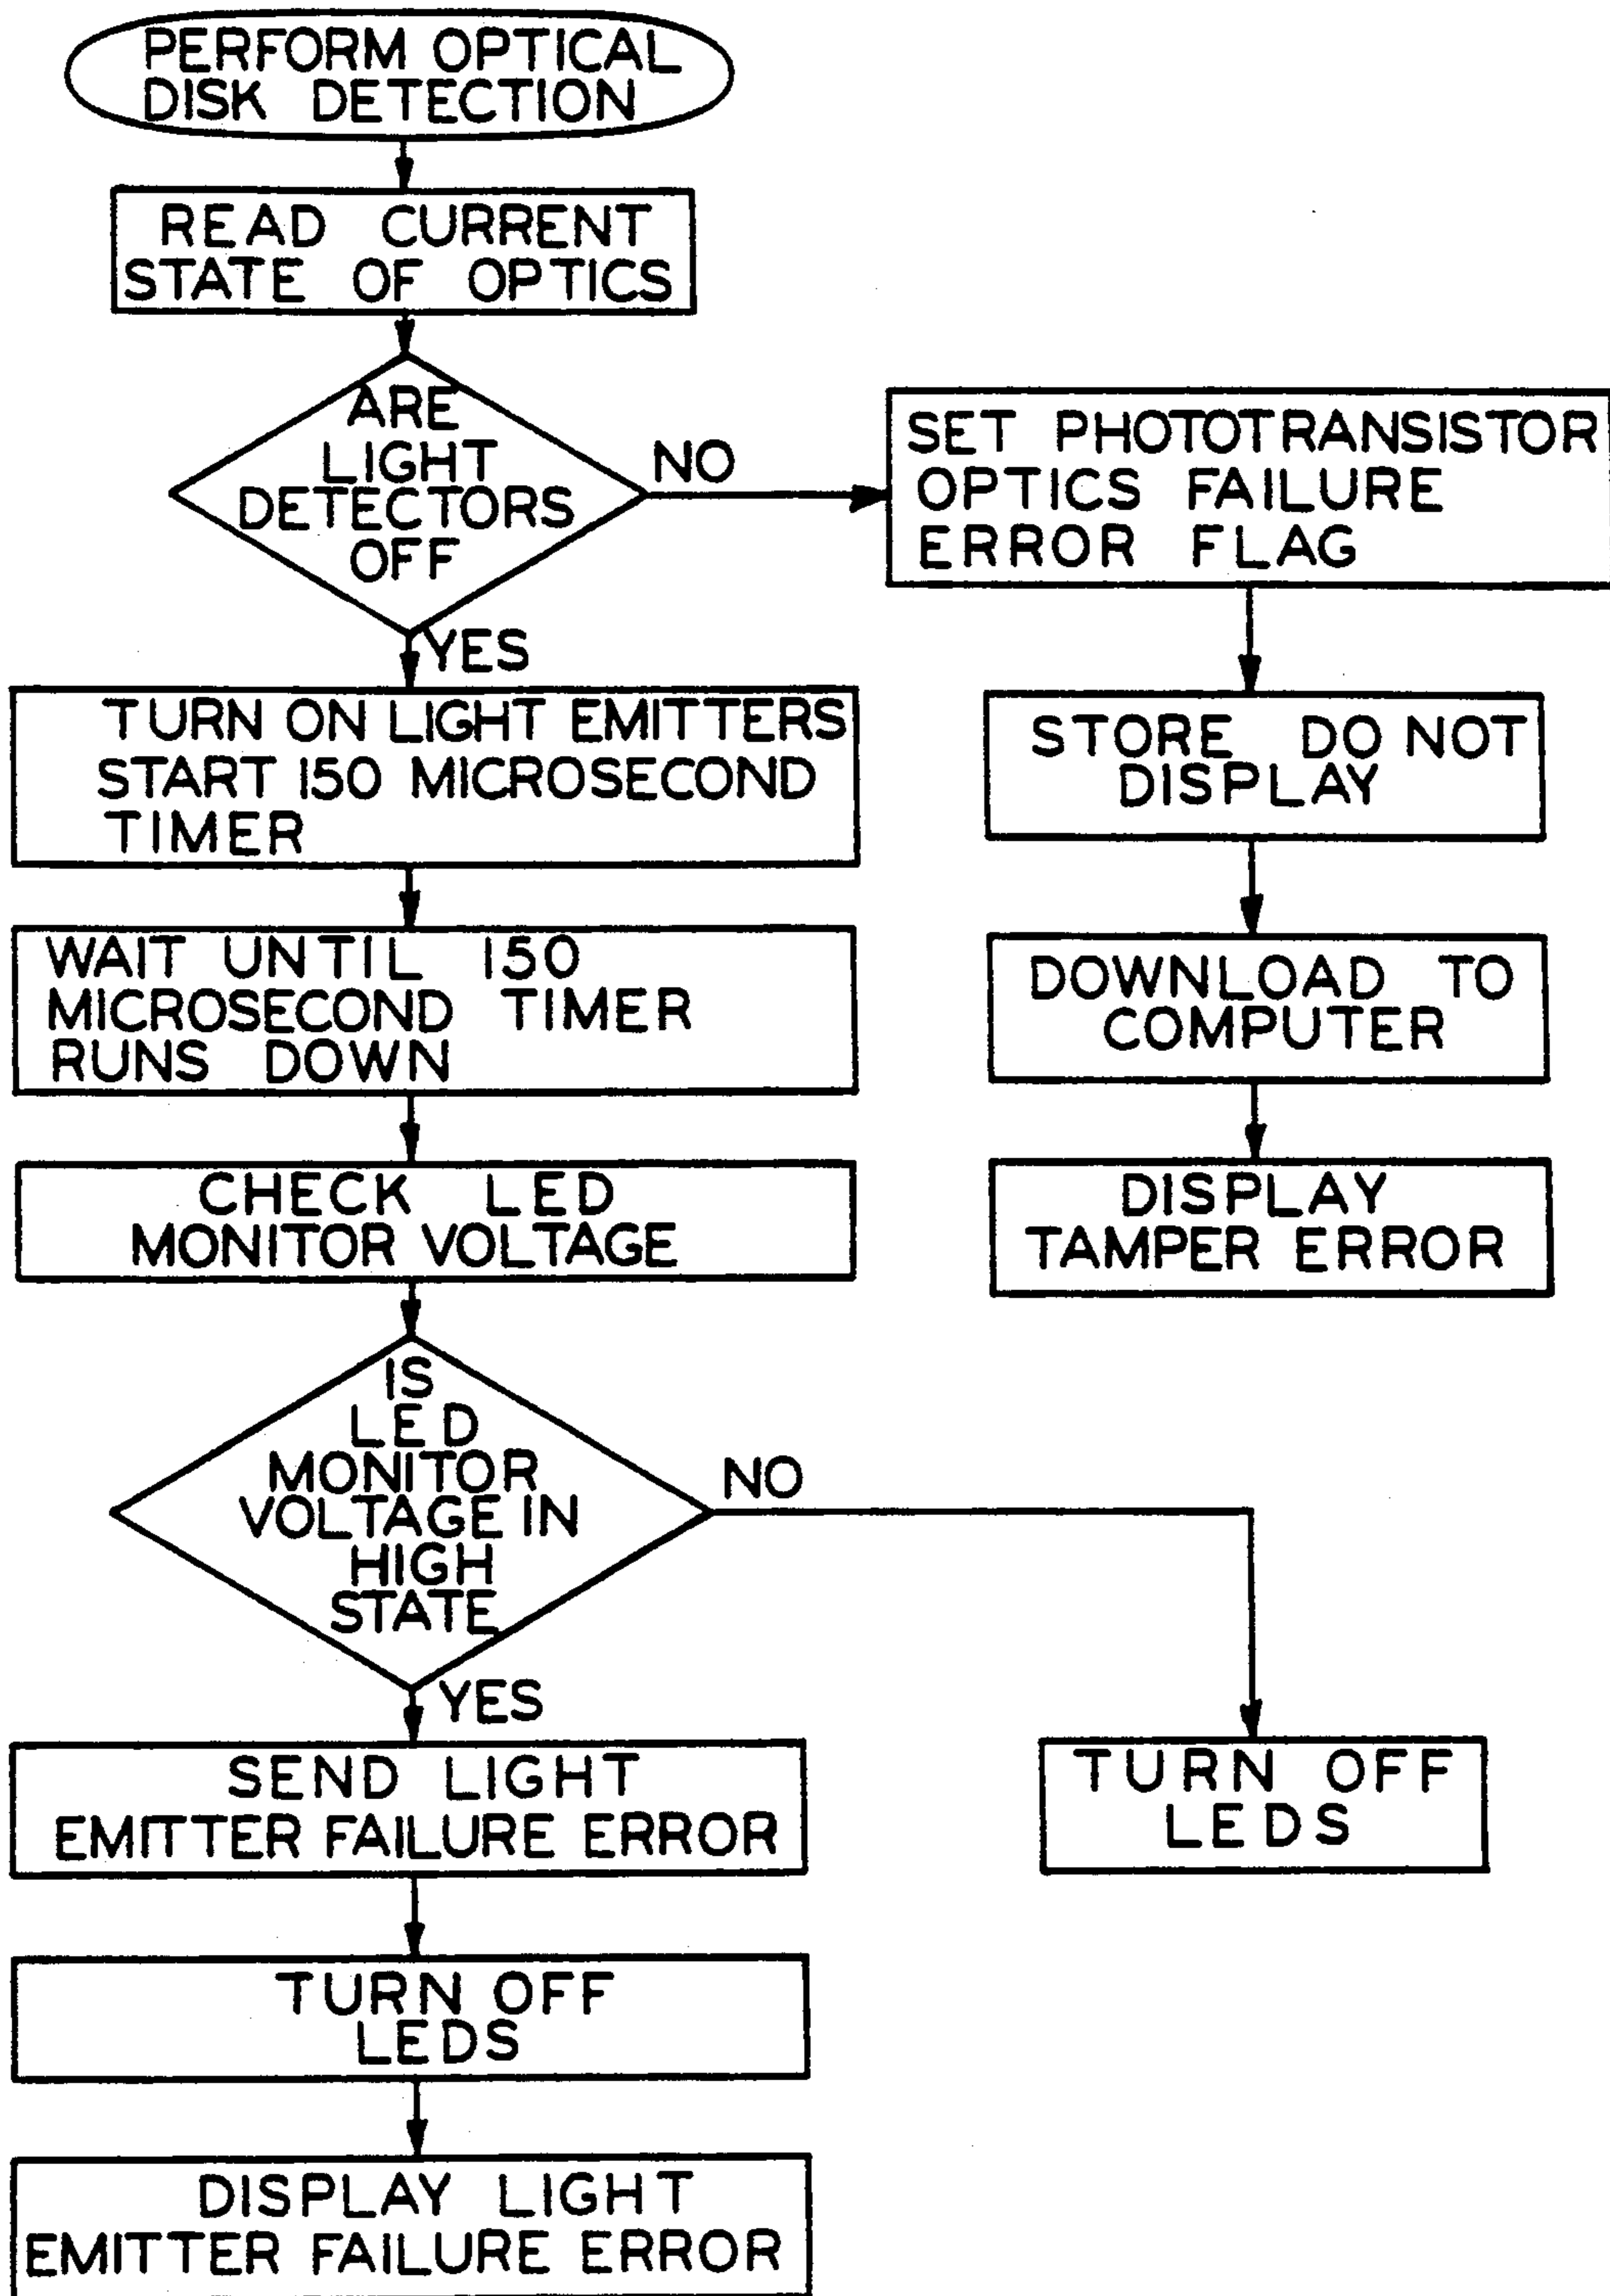 PERFORM OPTICAL
DISK DETECTION
READ CURRENT
STATE OF OPTICS
ARE
LIGHT
DETECTORS
OFF
NO
SET PHOTOTRANSISTOR
OPTICS FAILURE
ERROR FLAG
YES
TURN ON LIGHT EMITTERS
START 150 MICROSECOND
TIMER
STORE DO NOT
DISPLAY
WAIT UNTIL 150
MICROSECOND TIMER
RUNS DOWN
DOWNLOAD TO
COMPUTER
CHECK LED
MONITOR VOLTAGE
DISPLAY
TAMPER ERROR
IS
LED
MONITOR
VOLTAGE IN
HIGH
STATE
NO
YES
SEND LIGHT
EMITTER FAILURE ERROR
TURN OFF
LEDS
TURN OFF
LEDS
DISPLAY LIGHT
EMITTER FAILURE ERROR